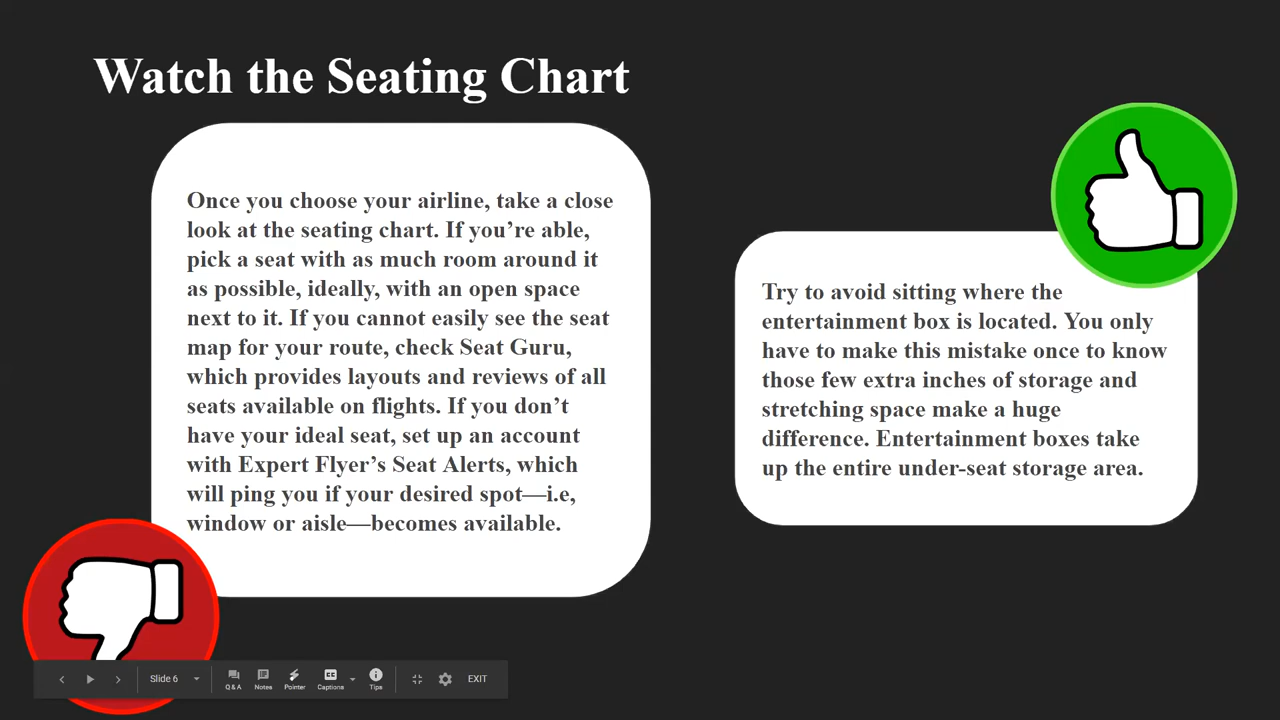 Watch the Seating Chart
Once you choose your airline, take a close
look at the seating chart. If you’re able,
pick a seat with as much room around it
as possible, ideally, with an open space
next to it. If you cannot easily see the seat
map for your route, check Seat Guru,
which provides layouts and reviews of all
seats available on flights. If you don’t
have your ideal seat, set up an account
with Expert Flyer’s Seat Alerts, which
will ping you if your desired spot—i.e,
window or aisle—becomes available.
Try to avoid sitting where the
entertainment box is located. You only
have to make this mistake once to know
those few extra inches of storage and
stretching space make a huge
difference. Entertainment boxes take
up the entire under-seat storage area.
Slide 6
Q & A
Notes
Pointer
CC
Captions
Tips
EXIT